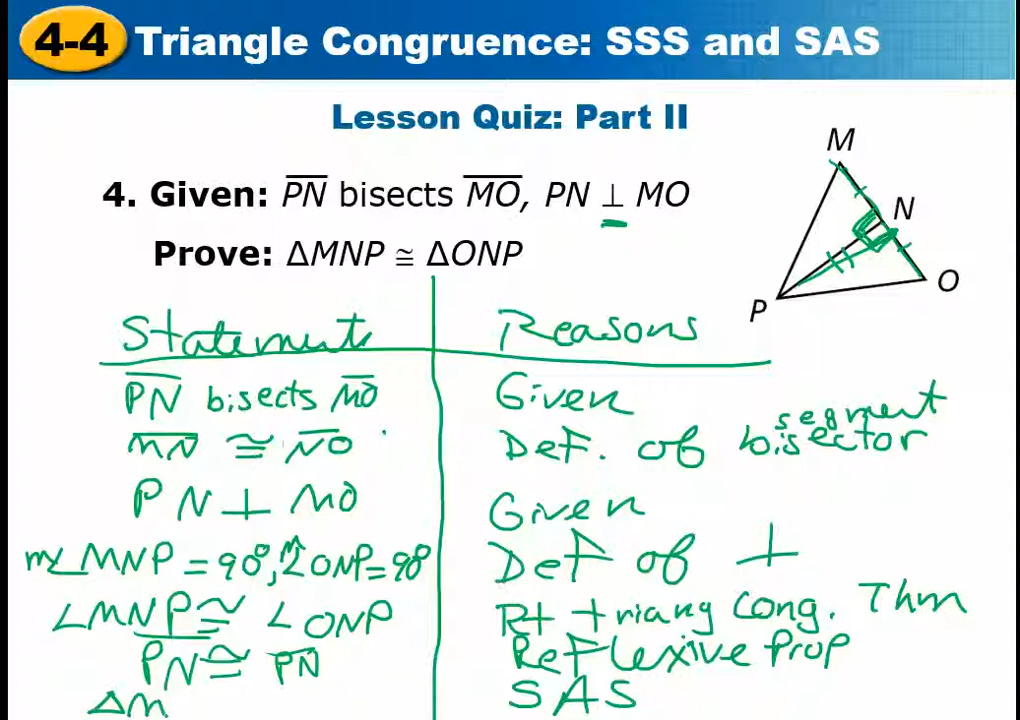 4-4 Triangle Congruence: SSS and SAS
Lesson Quiz: Part II
4. Given: PN bisects MO, PN ⊥ MO
Prove: ΔMNP ≅ ΔONP
M
N
O
P
Statements Reasons
PN bisects MO Given
MN ≅ NO Def. of segment bisector
PN ⊥ MO Given
m∠MNP = 90°, m∠ONP = 90° Def of ⊥
∠MNP ≅ ∠ONP Rt triang Cong. Thm
PN ≅ PN Reflexive Prop
ΔM SAS